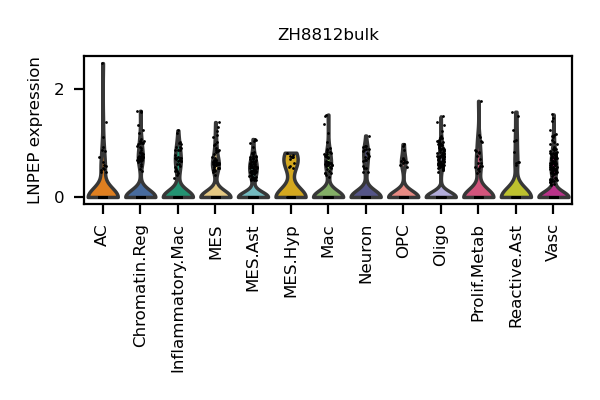 ZH8812bulk
LNPEP expression
2
0
AC
Chromatin.Reg
Inflammatory.Mac
MES
MES.Ast
MES.Hyp
Mac
Neuron
OPC
Oligo
Prolif.Metab
Reactive.Ast
Vasc